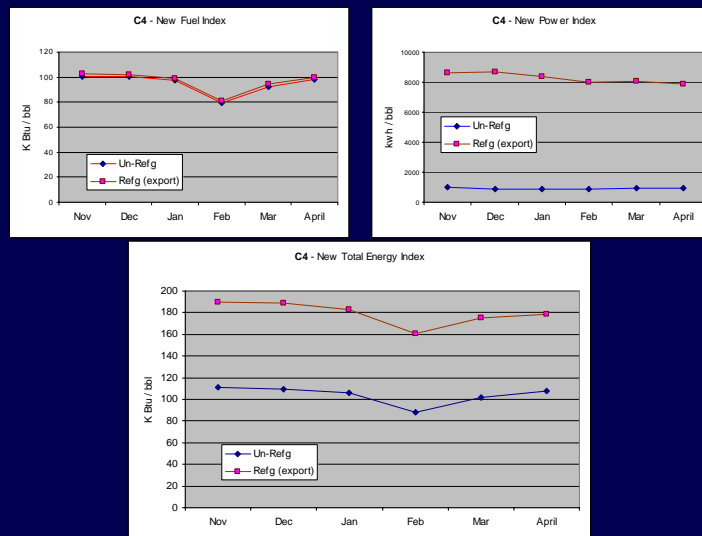 C4 - New Fuel Index
120
100
80
60
40
20
0
K Btu / bbl
Un-Refg
Refg (export)
Nov Dec Jan Feb Mar April
C4 - New Power Index
10000
8000
6000
4000
2000
0
kwh / bbl
Un-Refg
Refg (export)
Nov Dec Jan Feb Mar April
C4 - New Total Energy Index
200
180
160
140
120
100
80
60
40
20
0
K Btu / bbl
Un-Refg
Refg (export)
Nov Dec Jan Feb Mar April